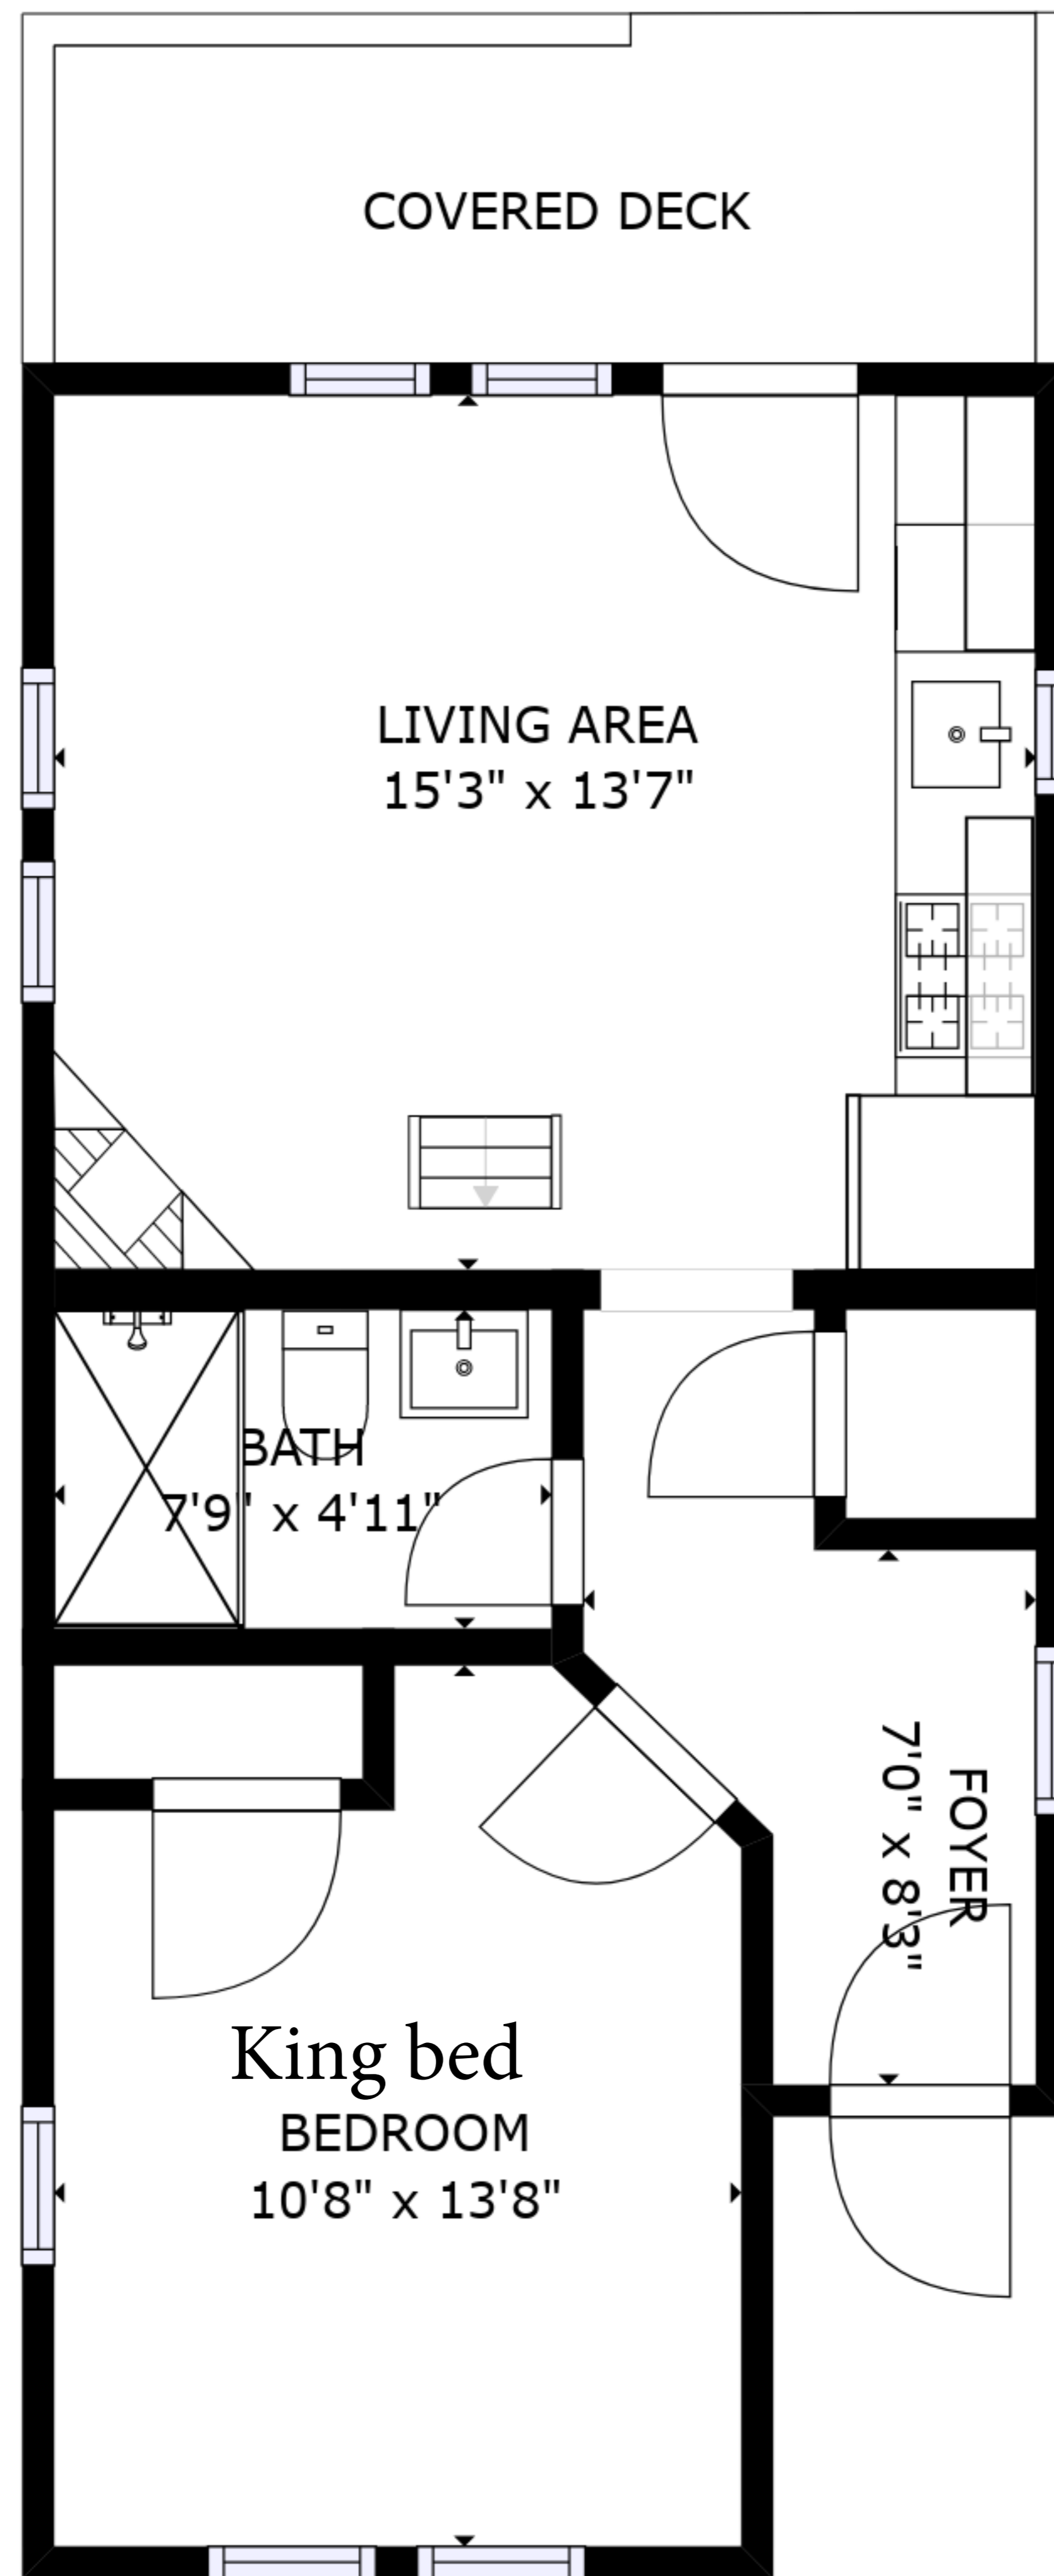 COVERED DECK
LIVING AREA
15'3" x 13'7"
BATH
7'9" x 4'11"
FOYER
7'0" x 8'3"
King bed
BEDROOM
10'8" x 13'8"